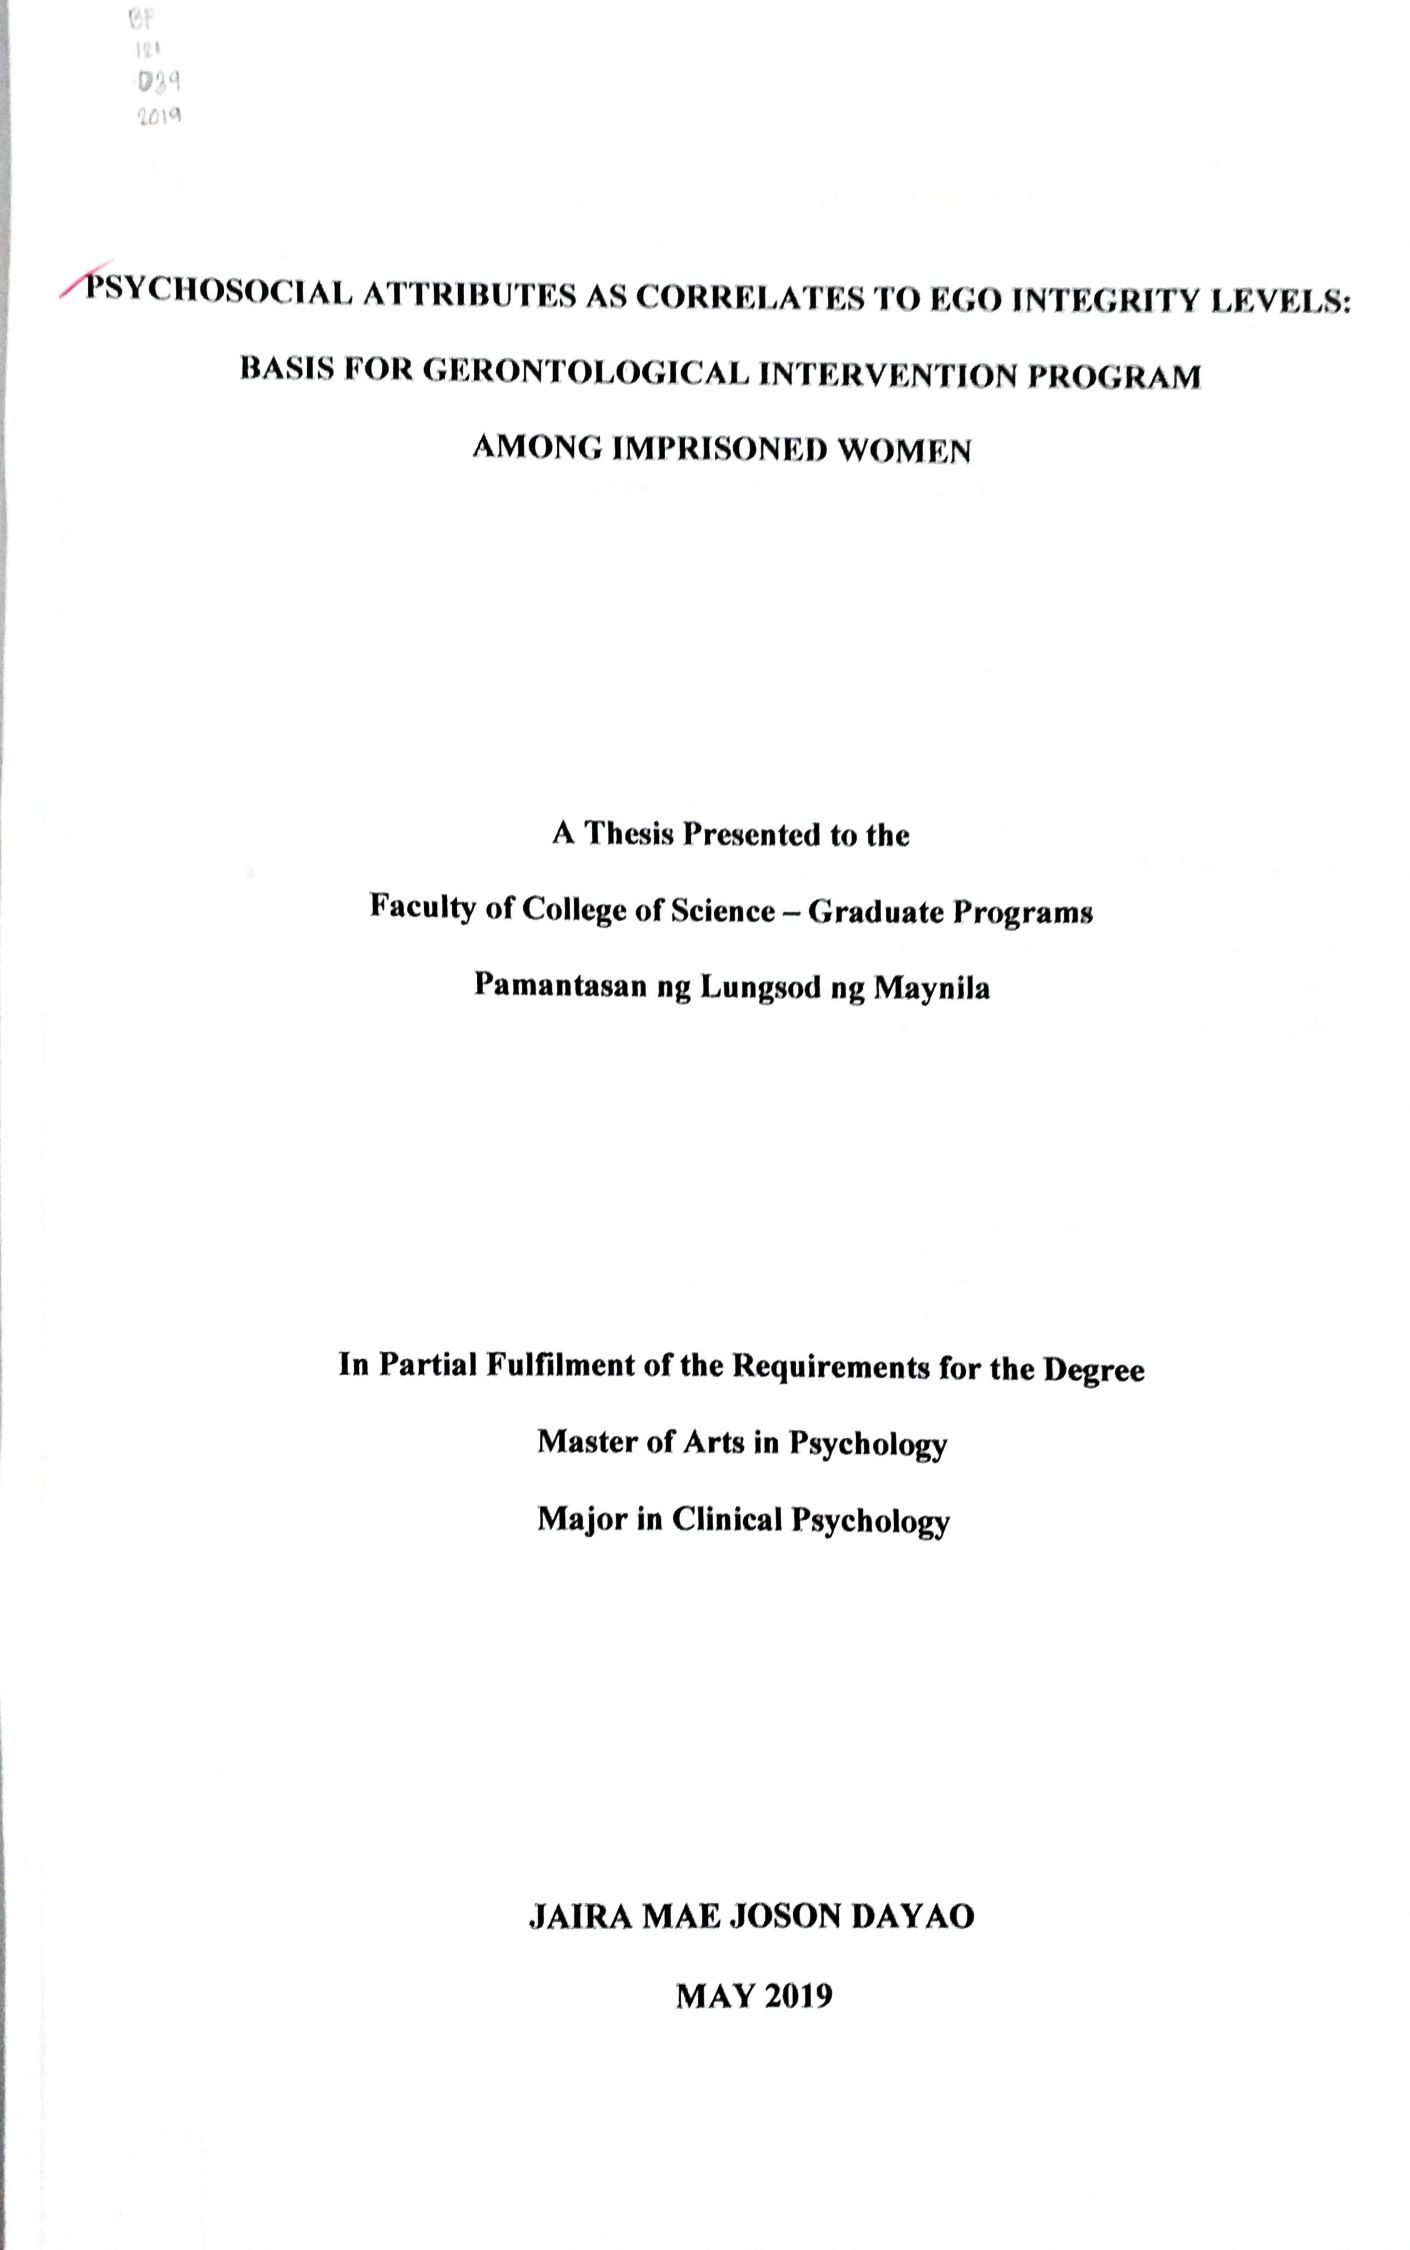 BF
121
D39
2019
PSYCHOSOCIAL ATTRIBUTES AS CORRELATES TO EGO INTEGRITY LEVELS:
BASIS FOR GERONTOLOGICAL INTERVENTION PROGRAM
AMONG IMPRISONED WOMEN
A Thesis Presented to the
Faculty of College of Science – Graduate Programs
Pamantasan ng Lungsod ng Maynila
In Partial Fulfilment of the Requirements for the Degree
Master of Arts in Psychology
Major in Clinical Psychology
JAIRA MAE JOSON DAYAO
MAY 2019